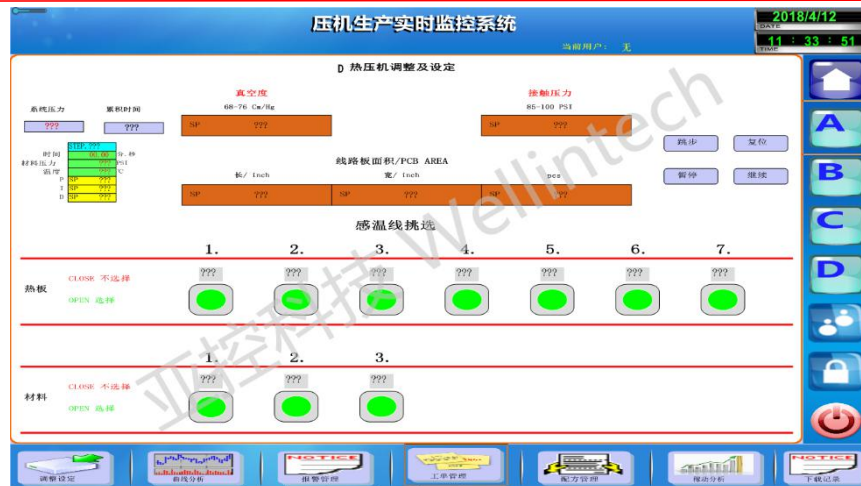 压机生产实时监控系统
2018/4/12
DATE
当前用户: 无
11 : 33 : 51
TIME
D 热压机调整及设定
真空度
接触压力
68-76 Cm/Hg
85-100 PSI
系统压力
累积时间
???
???
SP ???
SP ???
跳步
复位
STEP.???
时间 00.00 分.秒
材料压力 ??? PSI
温度 ??? ℃
P SP ???
I SP ???
D SP ???
线路板面积/PCB AREA
长/ Inch
宽/ Inch
pcs
暂停
继续
SP ???
SP ???
SP ???
感温线挑选
1. 2. 3. 4. 5. 6. 7.
??? ??? ??? ??? ??? ??? ???
热板
CLOSE 不选择
OPEN 选择
1. 2. 3.
??? ??? ???
材料
CLOSE 不选择
OPEN 选择
A
B
C
D
亚控科技 Wellintech
NOTICE
NOTICE
调整设定
曲线分析
报警管理
工单管理
配方管理
稼动分析
下载记录